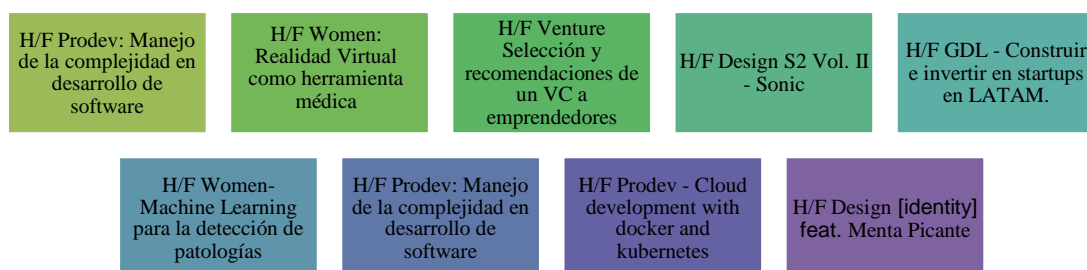 H/F Prodev: Manejo
de la complejidad en
desarrollo de
software
H/F Women:
Realidad Virtual
como herramienta
médica
H/F Venture
Selección y
recomendaciones de
un VC a
emprendedores
H/F Design S2 Vol. II
- Sonic
H/F GDL - Construir
e invertir en startups
en LATAM.
H/F Women-
Machine Learning
para la detección de
patologías
H/F Prodev: Manejo
de la complejidad en
desarrollo de
software
H/F Prodev - Cloud
development with
docker and
kubernetes
H/F Design [identity]
feat. Menta Picante